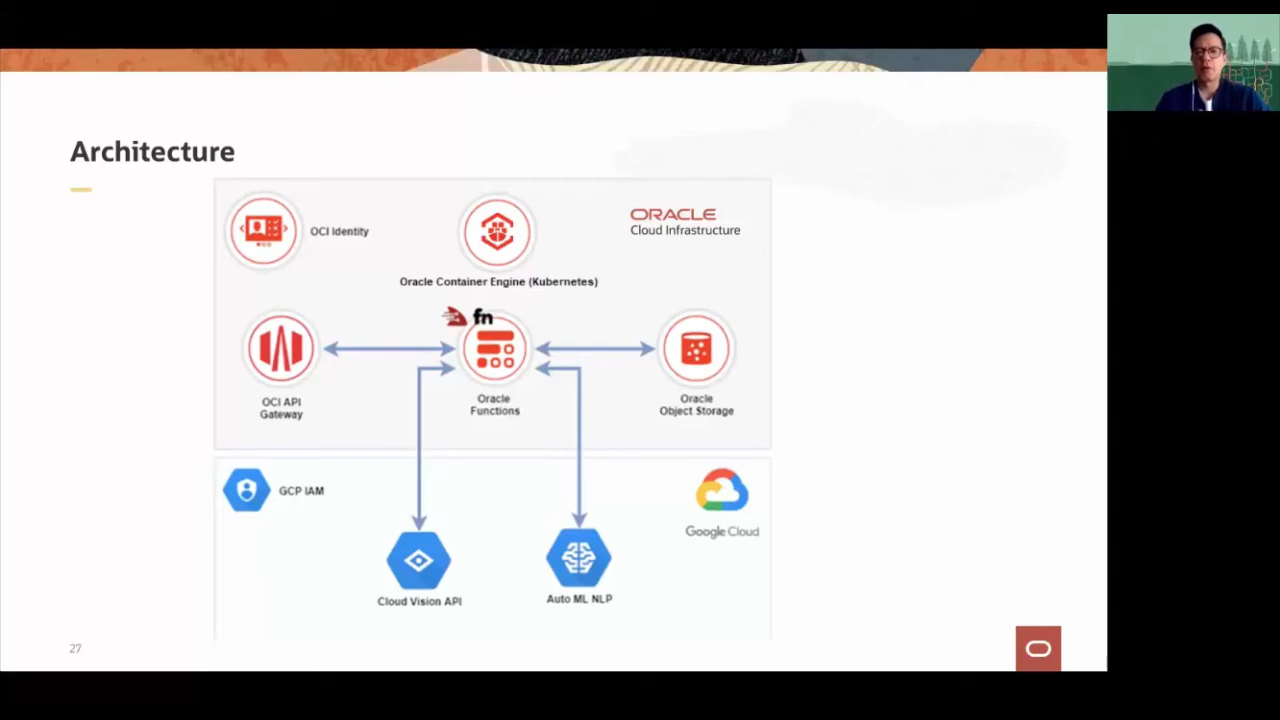 Architecture
OCI Identity
ORACLE
Cloud Infrastructure
Oracle Container Engine (Kubernetes)
fn
OCI API
Gateway
Oracle
Functions
Oracle
Object Storage
GCP IAM
Google Cloud
Cloud Vision API
Auto ML NLP
27